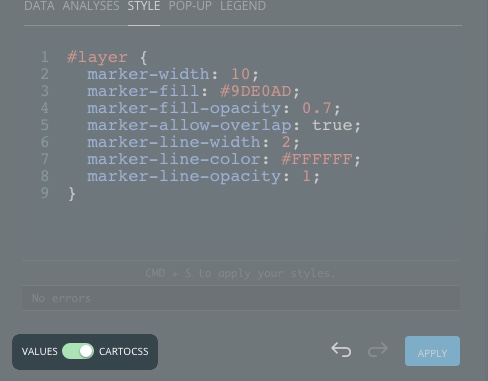 DATA ANALYSES STYLE POP-UP LEGEND
1 #layer {
2 marker-width: 10;
3 marker-fill: #9DE0AD;
4 marker-fill-opacity: 0.7;
5 marker-allow-overlap: true;
6 marker-line-width: 2;
7 marker-line-color: #FFFFFF;
8 marker-line-opacity: 1;
9 }
CMD + S to apply your styles.
No errors
VALUES CARTOCSS APPLY